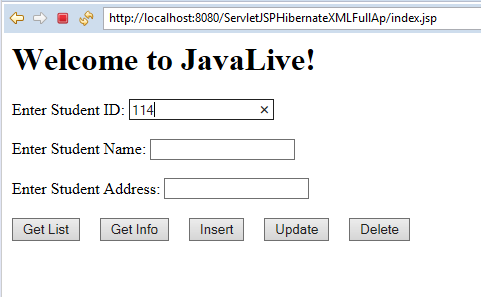 http://localhost:8080/ServletJSPHibernateXMLFullAp/index.jsp
Welcome to JavaLive!
Enter Student ID: 114
Enter Student Name:
Enter Student Address:
Get List Get Info Insert Update Delete